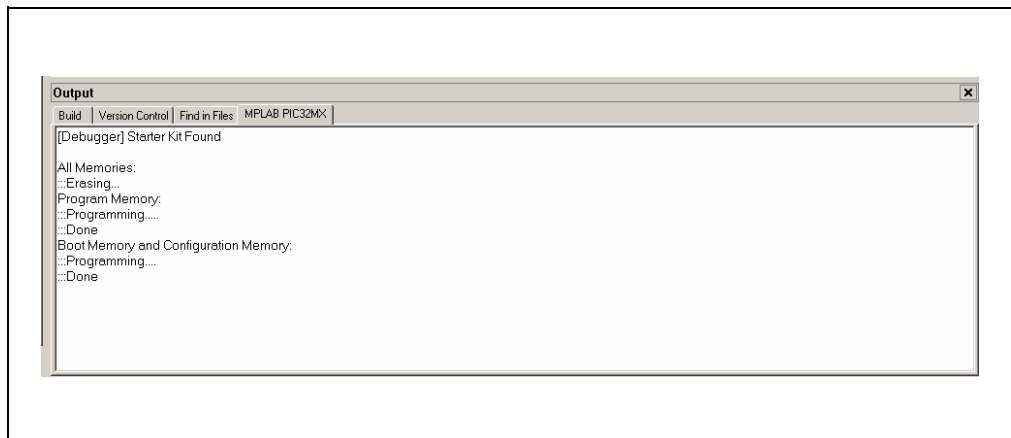 Output
Build Version Control Find in Files MPLAB PIC32MX
[Debugger] Starter Kit Found
All Memories:
:::Erasing...
Program Memory:
:::Programming.....
:::Done
Boot Memory and Configuration Memory:
:::Programming....
:::Done